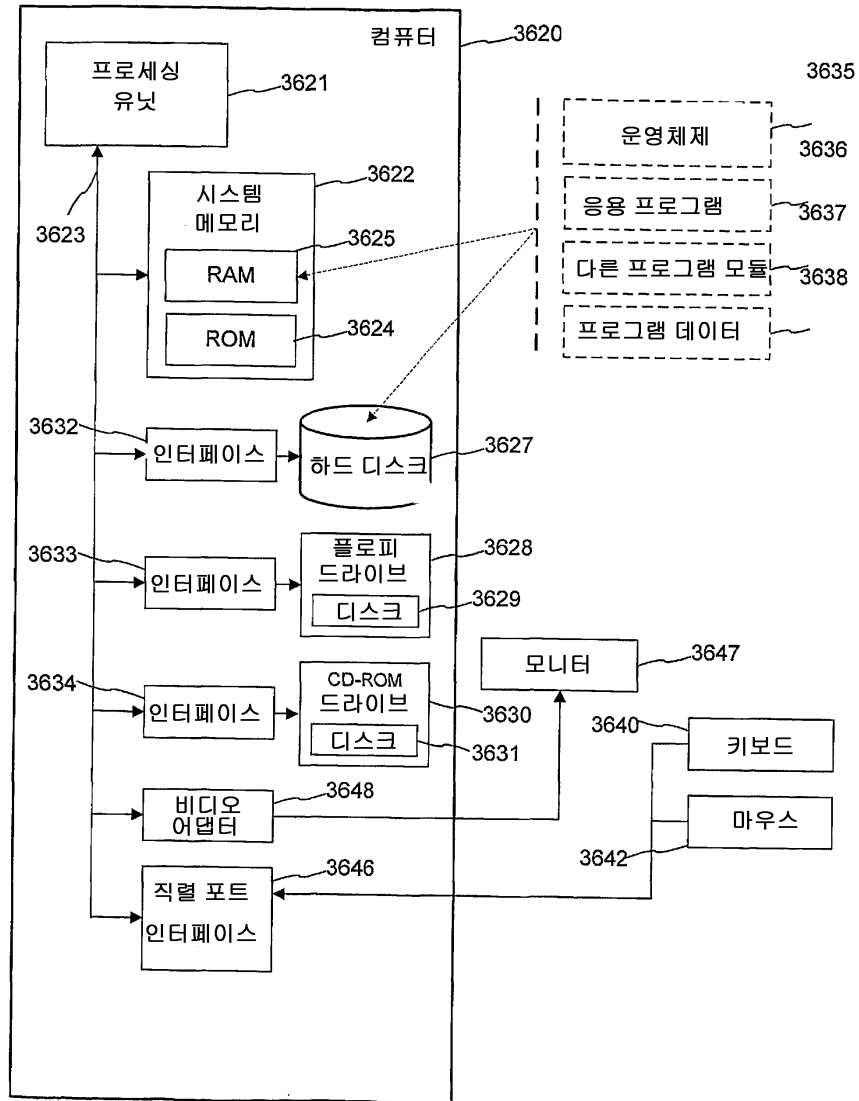 컴퓨터
3620
프로세싱
유닛
3621
3635
운영체제
3636
시스템
메모리
3622
3623
응용 프로그램
3637
3625
RAM
다른 프로그램 모듈
3638
ROM
3624
프로그램 데이터
3632
인터페이스
하드 디스크
3627
3633
인터페이스
플로피
드라이브
3628
디스크
3629
모니터
3647
3634
인터페이스
CD-ROM
드라이브
3630
디스크
3631
3640
키보드
비디오
어댑터
3648
마우스
3642
직렬 포트
인터페이스
3646